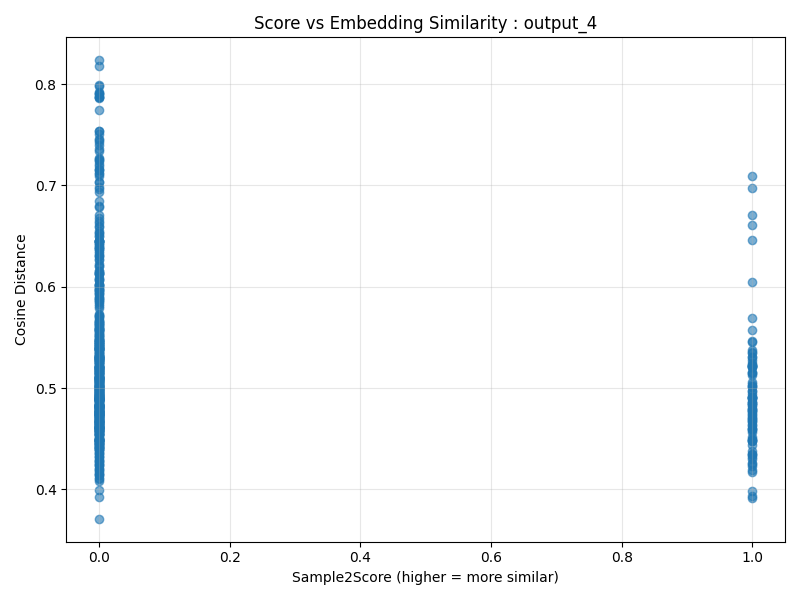 Score vs Embedding Similarity : output_4
Cosine Distance
0.8
0.7
0.6
0.5
0.4
0.0 0.2 0.4 0.6 0.8 1.0
Sample2Score (higher = more similar)